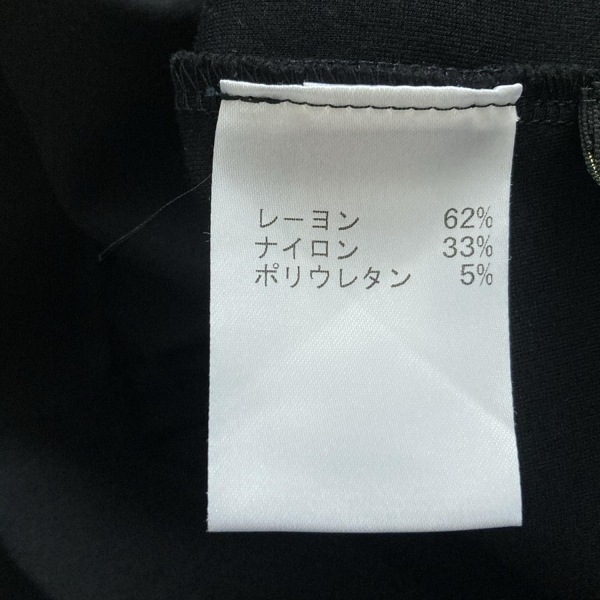 レーヨン 62%
ナイロン 33%
ポリウレタン 5%